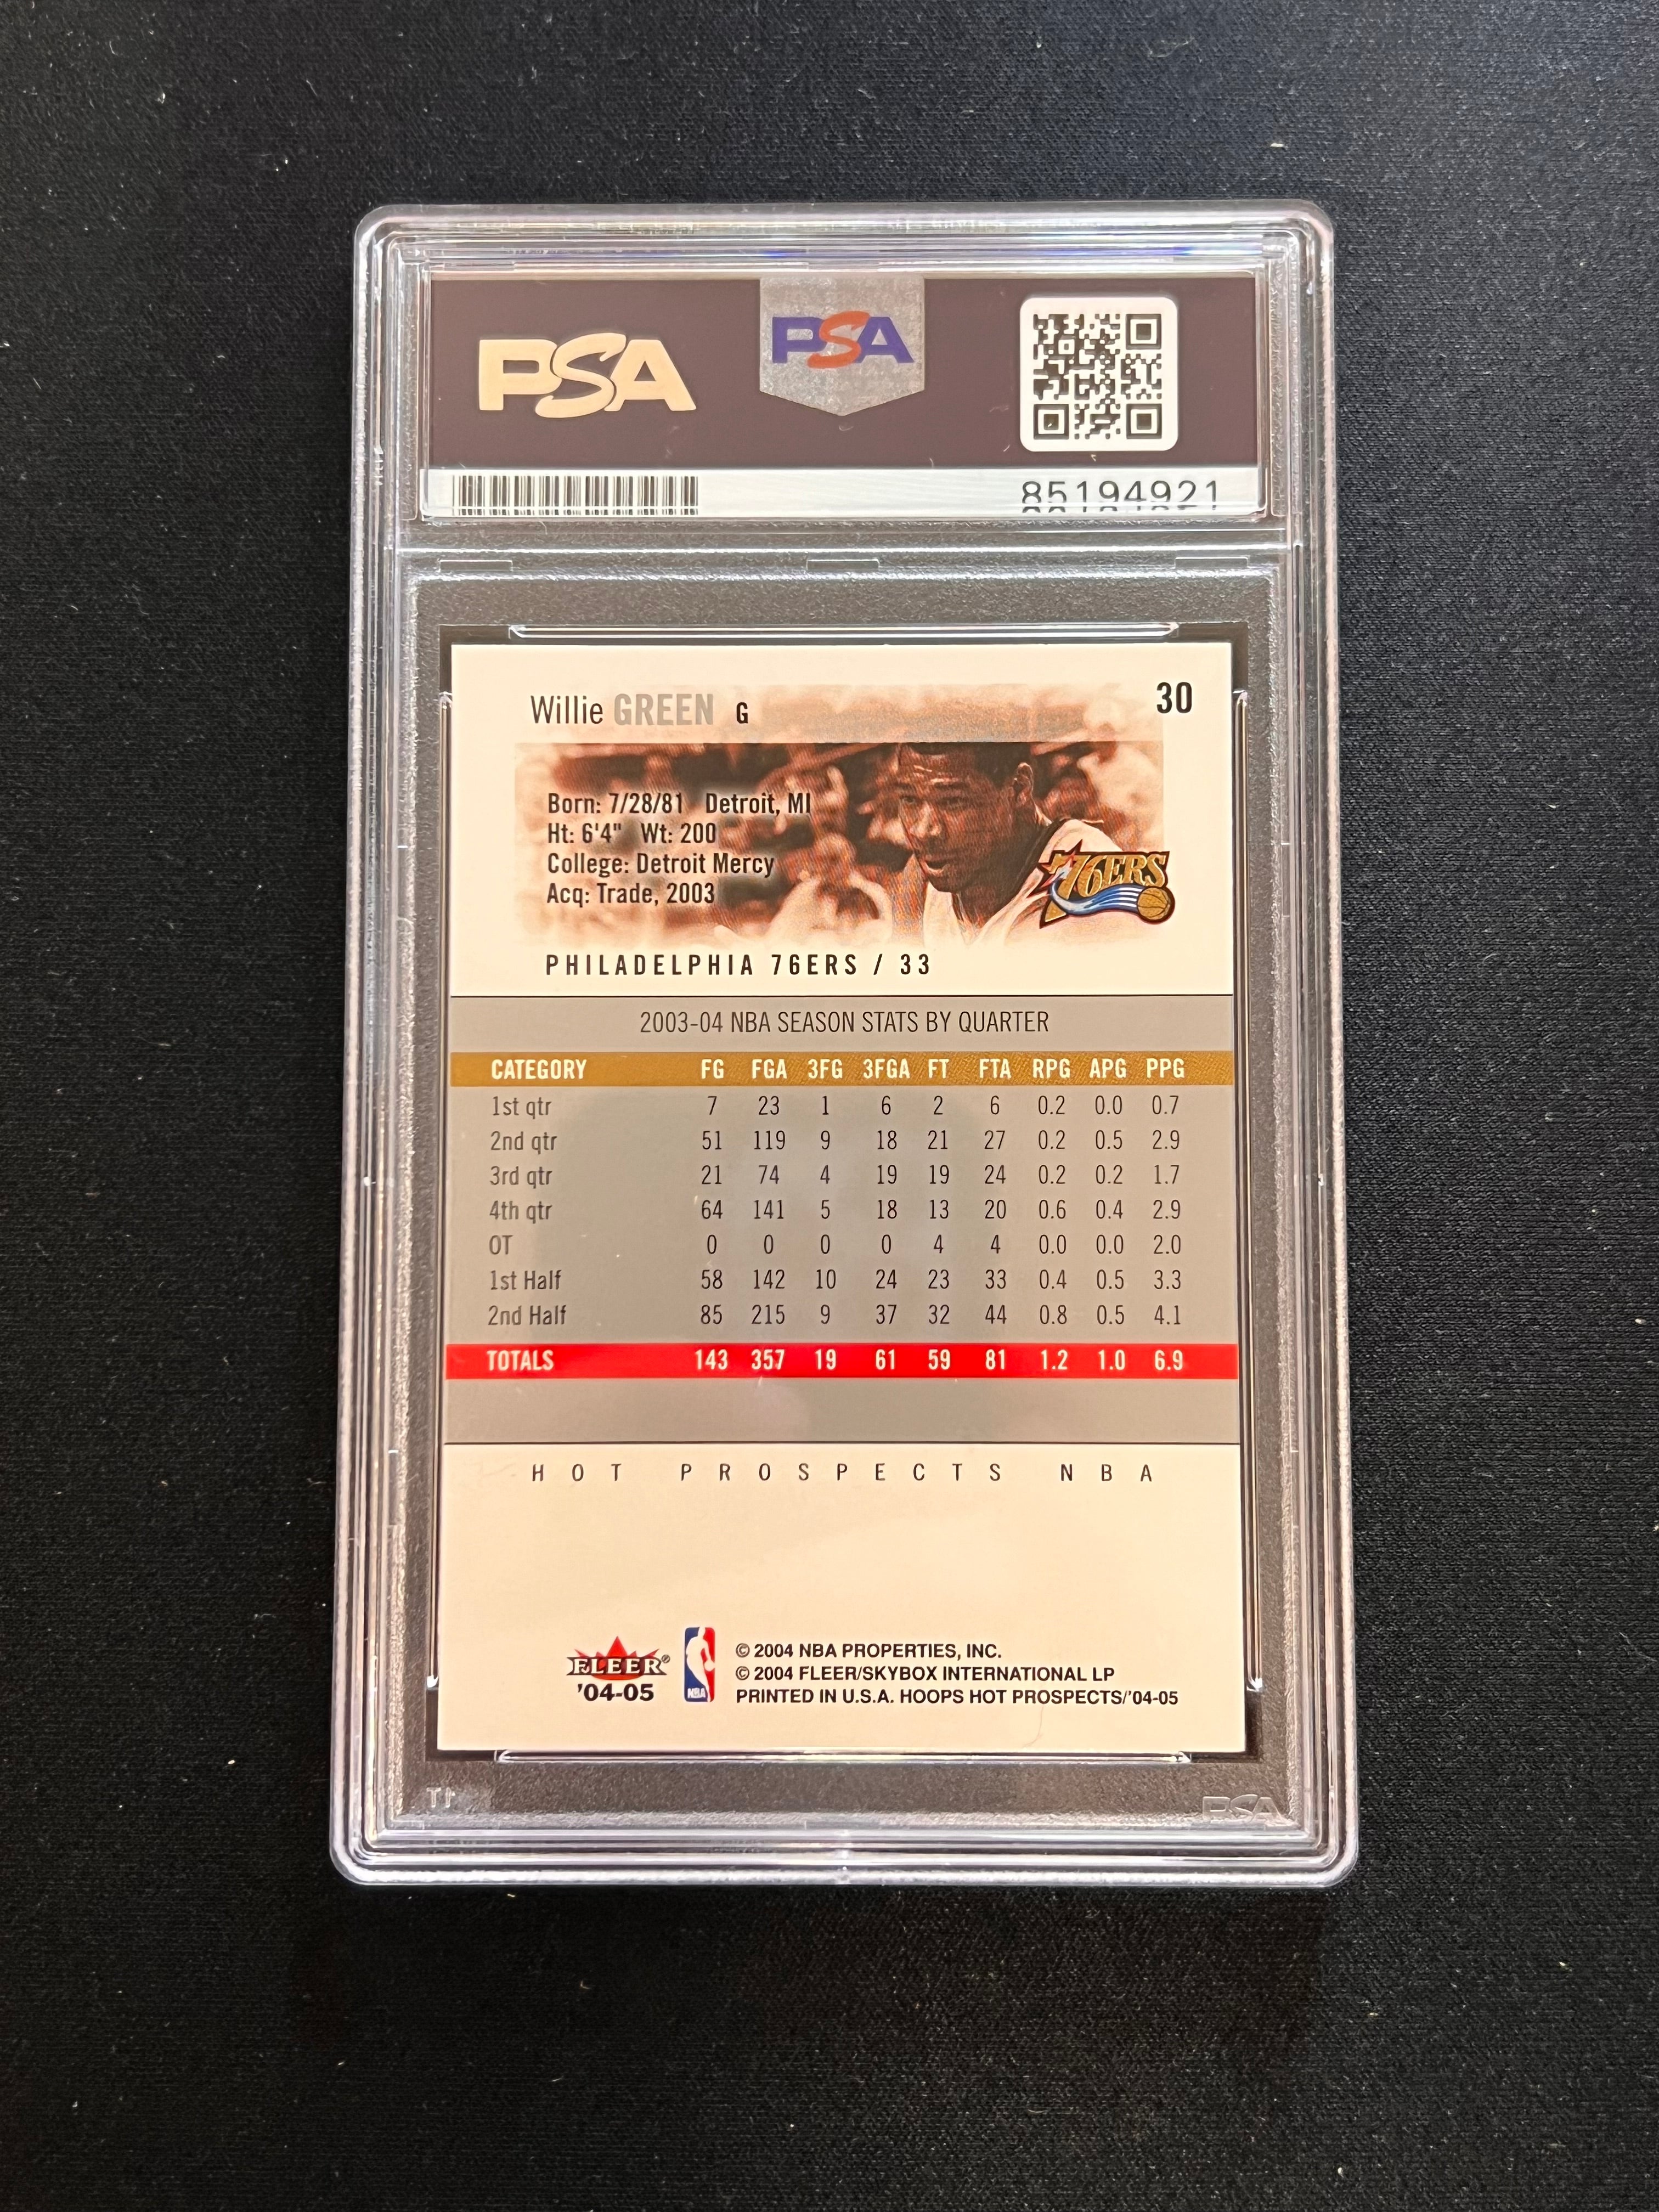 PSA
PSA
85194921
Willie GREEN G
30
Born: 7/28/81 Detroit, MI
Ht: 6'4" Wt: 200
College: Detroit Mercy
Acq: Trade, 2003
76ERS
PHILADELPHIA 76ERS / 33
2003-04 NBA SEASON STATS BY QUARTER
CATEGORY FG FGA 3FG 3FGA FT FTA RPG APG PPG
1st qtr 7 23 1 6 2 6 0.2 0.0 0.7
2nd qtr 51 119 9 18 21 27 0.2 0.5 2.9
3rd qtr 21 74 4 19 19 24 0.2 0.2 1.7
4th qtr 64 141 5 18 13 20 0.6 0.4 2.9
OT 0 0 0 0 4 4 0.0 0.0 2.0
1st Half 58 142 10 24 23 33 0.4 0.5 3.3
2nd Half 85 215 9 37 32 44 0.8 0.5 4.1
TOTALS 143 357 19 61 59 81 1.2 1.0 6.9
HOT PROSPECTS NBA
FLEER®
'04-05
NBA
© 2004 NBA PROPERTIES, INC.
© 2004 FLEER/SKYBOX INTERNATIONAL LP
PRINTED IN U.S.A. HOOPS HOT PROSPECTS/'04-05
PSA